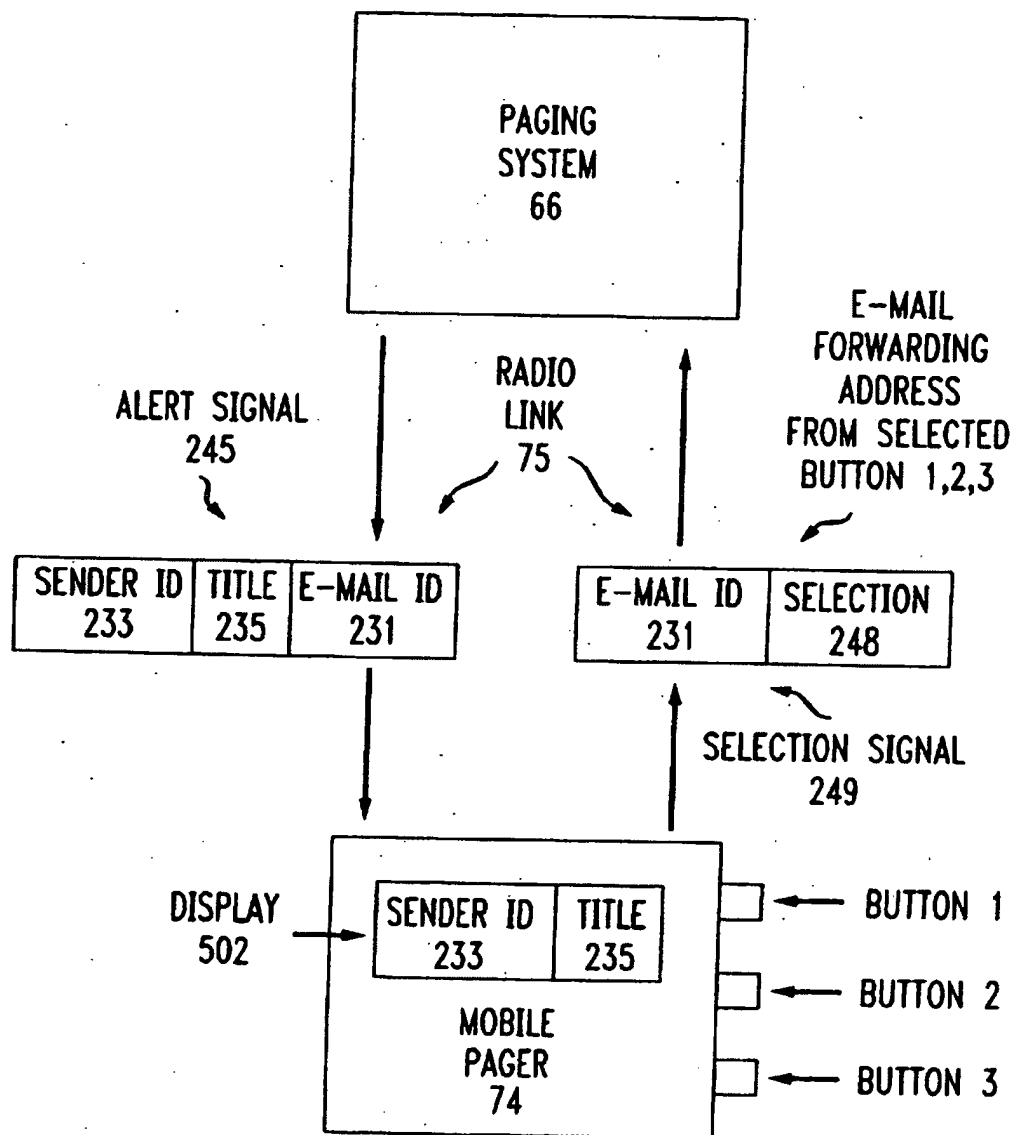 PAGING
SYSTEM
66
ALERT SIGNAL
245
RADIO
LINK
75
E-MAIL
FORWARDING
ADDRESS
FROM SELECTED
BUTTON 1,2,3
SENDER ID
233
TITLE
235
E-MAIL ID
231
E-MAIL ID
231
SELECTION
248
SELECTION SIGNAL
249
DISPLAY
502
SENDER ID
233
TITLE
235
MOBILE
PAGER
74
BUTTON 1
BUTTON 2
BUTTON 3